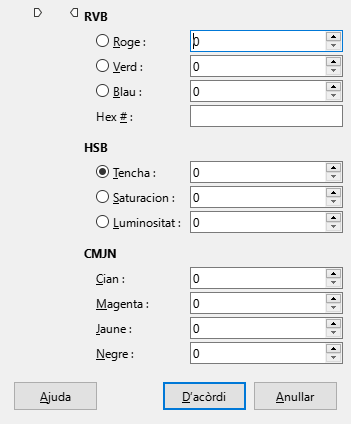 RVB
Roge : 0
Verd : 0
Blau : 0
Hex # :
HSB
Tencha : 0
Saturacion : 0
Luminositat : 0
CMJN
Cian : 0
Magenta : 0
Jaune : 0
Negre : 0
Ajuda D'acòrdi Anullar